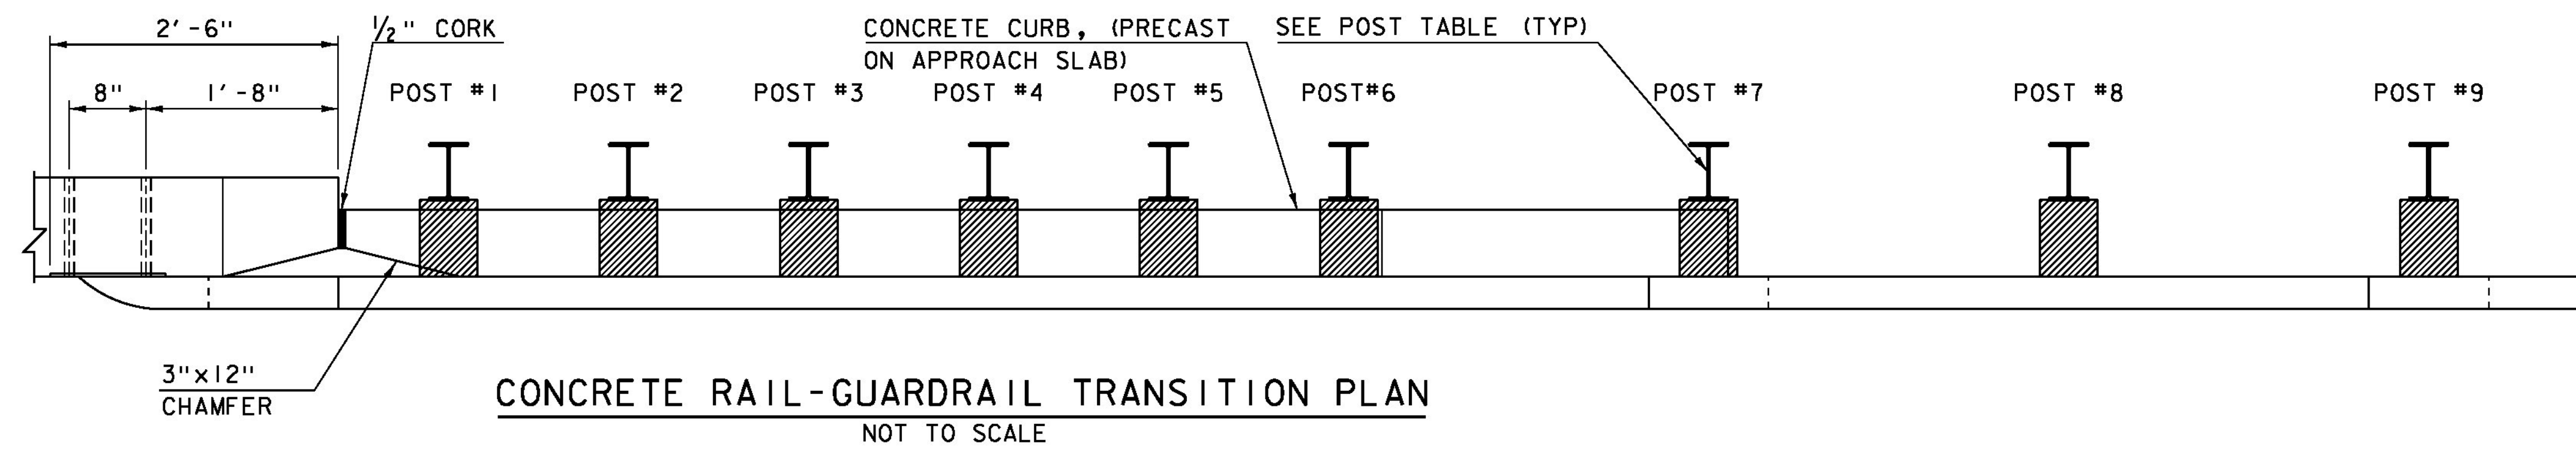 2'-6"
1/2" CORK
CONCRETE CURB, (PRECAST
ON APPROACH SLAB)
SEE POST TABLE (TYP)
8"
1'-8"
POST #1
POST #2
POST #3
POST #4
POST #5
POST#6
POST #7
POST #8
POST #9
3"x12"
CHAMFER
CONCRETE RAIL-GUARDRAIL TRANSITION PLAN
NOT TO SCALE